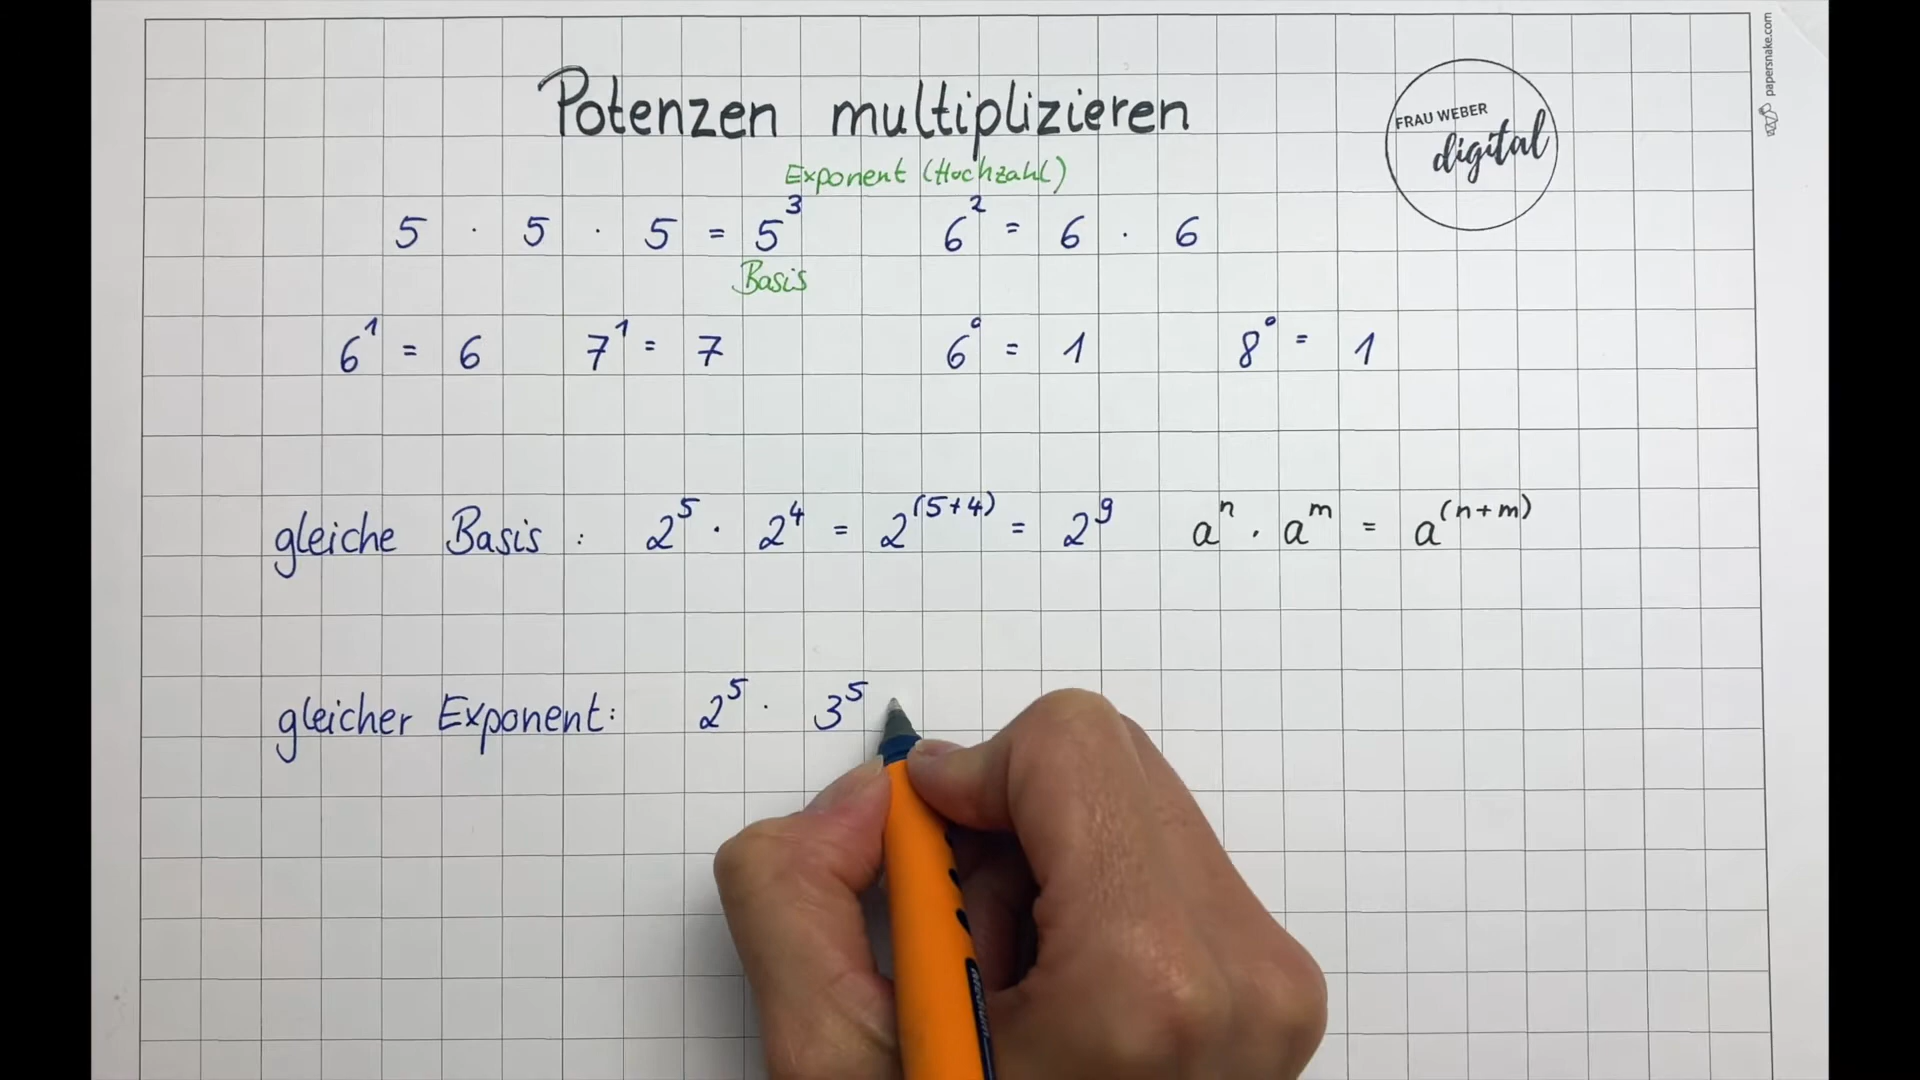 Potenzen multiplizieren
FRAU WEBER
digital
papersnake.com
Exponent (Hochzahl)
5 · 5 · 5 = 5³ 6² = 6 · 6
Basis
6¹ = 6 7¹ = 7 6⁰ = 1 8⁰ = 1
gleiche Basis : 2⁵ · 2⁴ = 2⁽⁵⁺⁴⁾ = 2⁹ aⁿ · aᵐ = a⁽ⁿ⁺ᵐ⁾
gleicher Exponent: 2⁵ · 3⁵